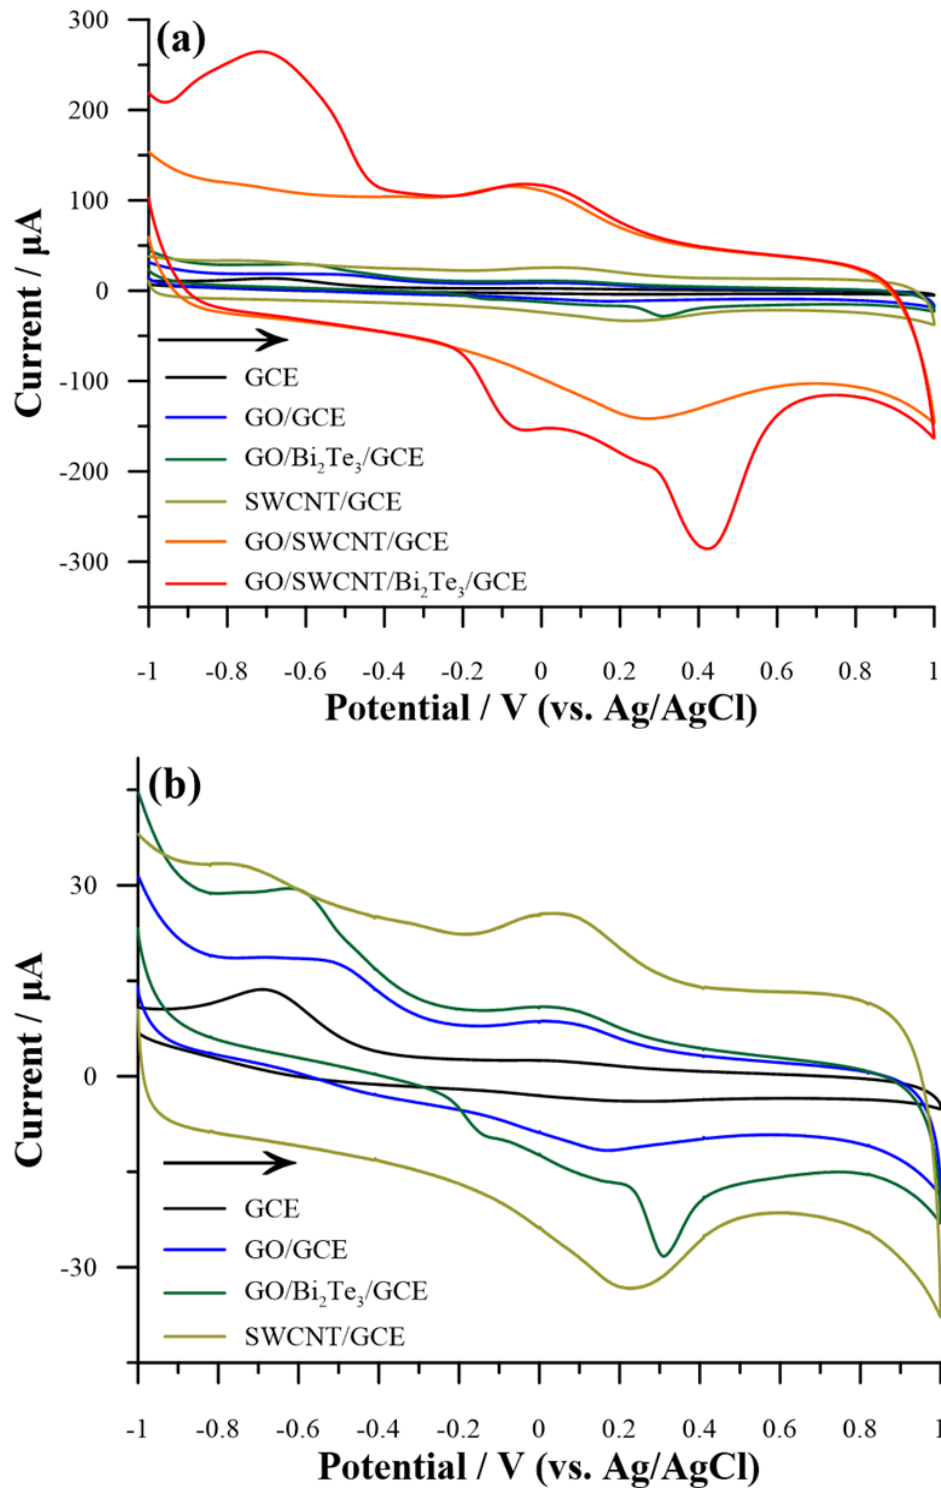 (a)
300
200
100
0
-100
-200
-300
Current / µA
GCE
GO/GCE
GO/Bi₂Te₃/GCE
SWCNT/GCE
GO/SWCNT/GCE
GO/SWCNT/Bi₂Te₃/GCE
-1 -0.8 -0.6 -0.4 -0.2 0 0.2 0.4 0.6 0.8 1
Potential / V (vs. Ag/AgCl)
(b)
30
0
-30
Current / µA
GCE
GO/GCE
GO/Bi₂Te₃/GCE
SWCNT/GCE
-1 -0.8 -0.6 -0.4 -0.2 0 0.2 0.4 0.6 0.8 1
Potential / V (vs. Ag/AgCl)